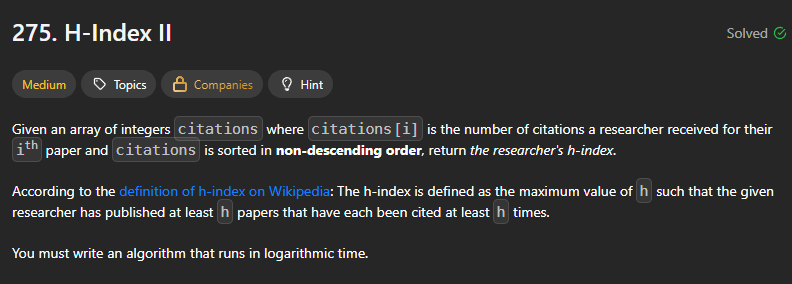 275. H-Index II
Solved
Medium
Topics
Companies
Hint
Given an array of integers citations where citations[i] is the number of citations a researcher received for their
ith paper and citations is sorted in non-descending order, return the researcher's h-index.
According to the definition of h-index on Wikipedia: The h-index is defined as the maximum value of h such that the given
researcher has published at least h papers that have each been cited at least h times.
You must write an algorithm that runs in logarithmic time.